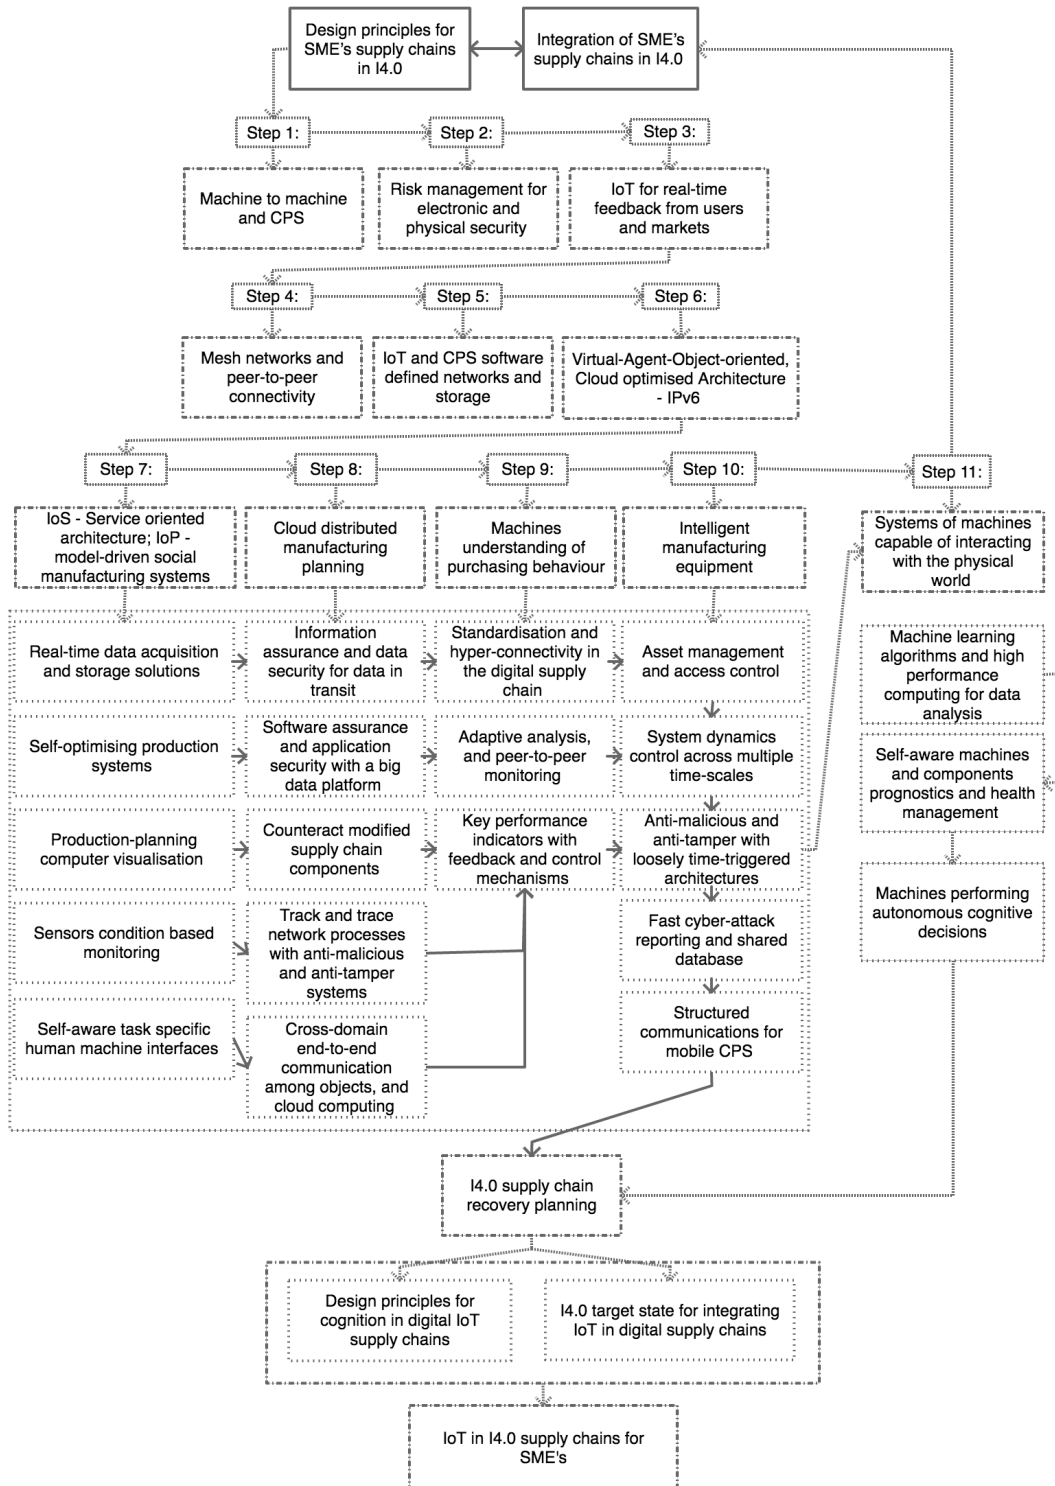 Design principles for
SME's supply chains
in I4.0
Integration of SME's
supply chains in I4.0
Step 1:
Step 2:
Step 3:
Machine to machine
and CPS
Risk management for
electronic and
physical security
IoT for real-time
feedback from users
and markets
Step 4:
Step 5:
Step 6:
Mesh networks and
peer-to-peer
connectivity
IoT and CPS software
defined networks and
storage
Virtual-Agent-Object-oriented,
Cloud optimised Architecture
- IPv6
Step 7:
Step 8:
Step 9:
Step 10:
Step 11:
IoS - Service oriented
architecture; IoP -
model-driven social
manufacturing systems
Cloud distributed
manufacturing
planning
Machines
understanding of
purchasing behaviour
Intelligent
manufacturing
equipment
Systems of machines
capable of interacting
with the physical
world
Real-time data acquisition
and storage solutions
Information
assurance and data
security for data in
transit
Standardisation and
hyper-connectivity in
the digital supply
chain
Asset management
and access control
Machine learning
algorithms and high
performance
computing for data
analysis
Self-optimising production
systems
Software assurance
and application
security with a big
data platform
Adaptive analysis,
and peer-to-peer
monitoring
System dynamics
control across multiple
time-scales
Self-aware machines
and components
prognostics and health
management
Production-planning
computer visualisation
Counteract modified
supply chain
components
Key performance
indicators with
feedback and control
mechanisms
Anti-malicious and
anti-tamper with
loosely time-triggered
architectures
Machines performing
autonomous cognitive
decisions
Sensors condition based
monitoring
Track and trace
network processes
with anti-malicious
and anti-tamper
systems
Fast cyber-attack
reporting and shared
database
Self-aware task specific
human machine interfaces
Cross-domain
end-to-end
communication
among objects, and
cloud computing
Structured
communications for
mobile CPS
I4.0 supply chain
recovery planning
Design principles for
cognition in digital IoT
supply chains
I4.0 target state for integrating
IoT in digital supply chains
IoT in I4.0 supply chains for
SME's